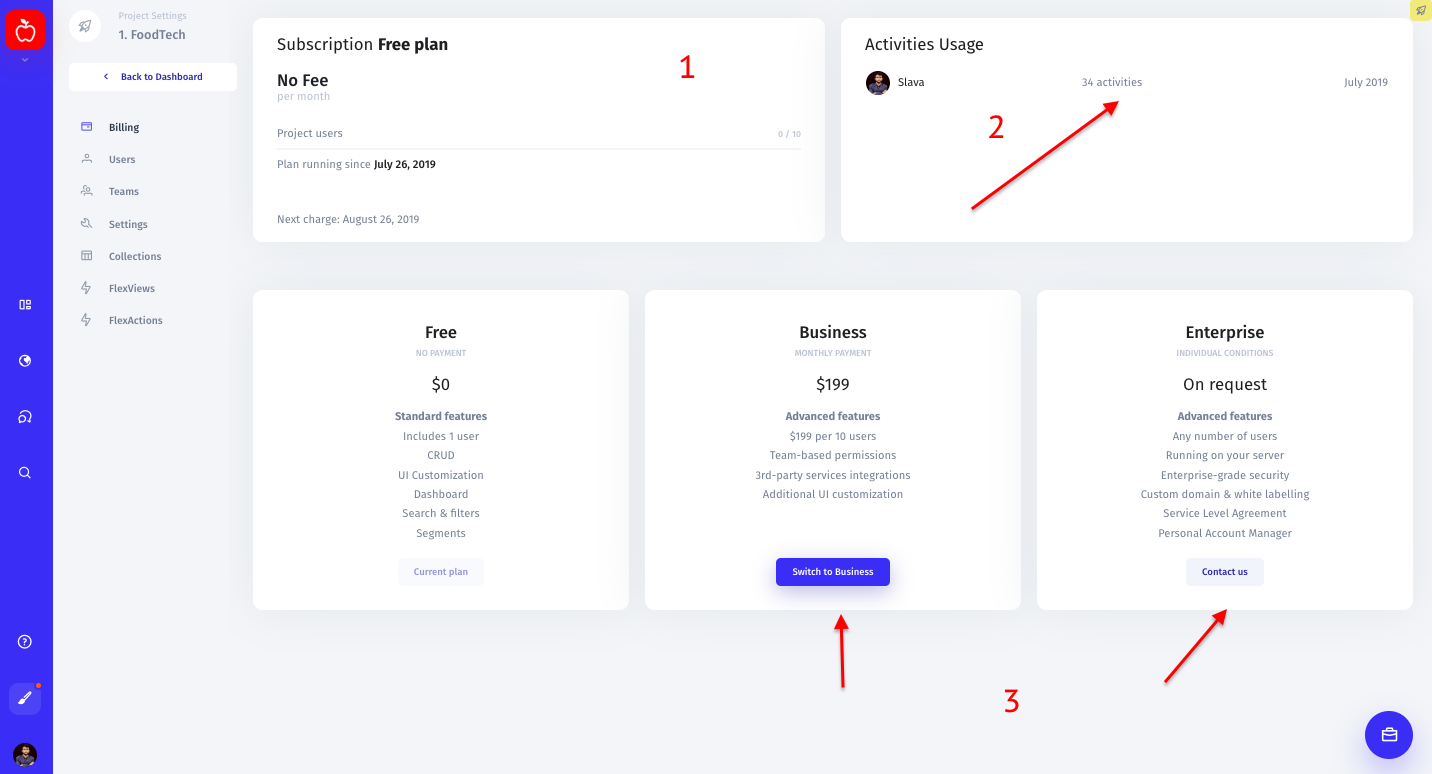 Project Settings
1. FoodTech
Back to Dashboard
Billing
Users
Teams
Settings
Collections
FlexViews
FlexActions
Subscription Free plan
1
No Fee
per month
Project users 0 / 10
Plan running since July 26, 2019
Next charge: August 26, 2019
Activities Usage
Slava 34 activities July 2019
2
Free
NO PAYMENT
$0
Standard features
Includes 1 user
CRUD
UI Customization
Dashboard
Search & filters
Segments
Current plan
Business
MONTHLY PAYMENT
$199
Advanced features
$199 per 10 users
Team-based permissions
3rd-party services integrations
Additional UI customization
Switch to Business
Enterprise
INDIVIDUAL CONDITIONS
On request
Advanced features
Any number of users
Running on your server
Enterprise-grade security
Custom domain & white labelling
Service Level Agreement
Personal Account Manager
Contact us
3